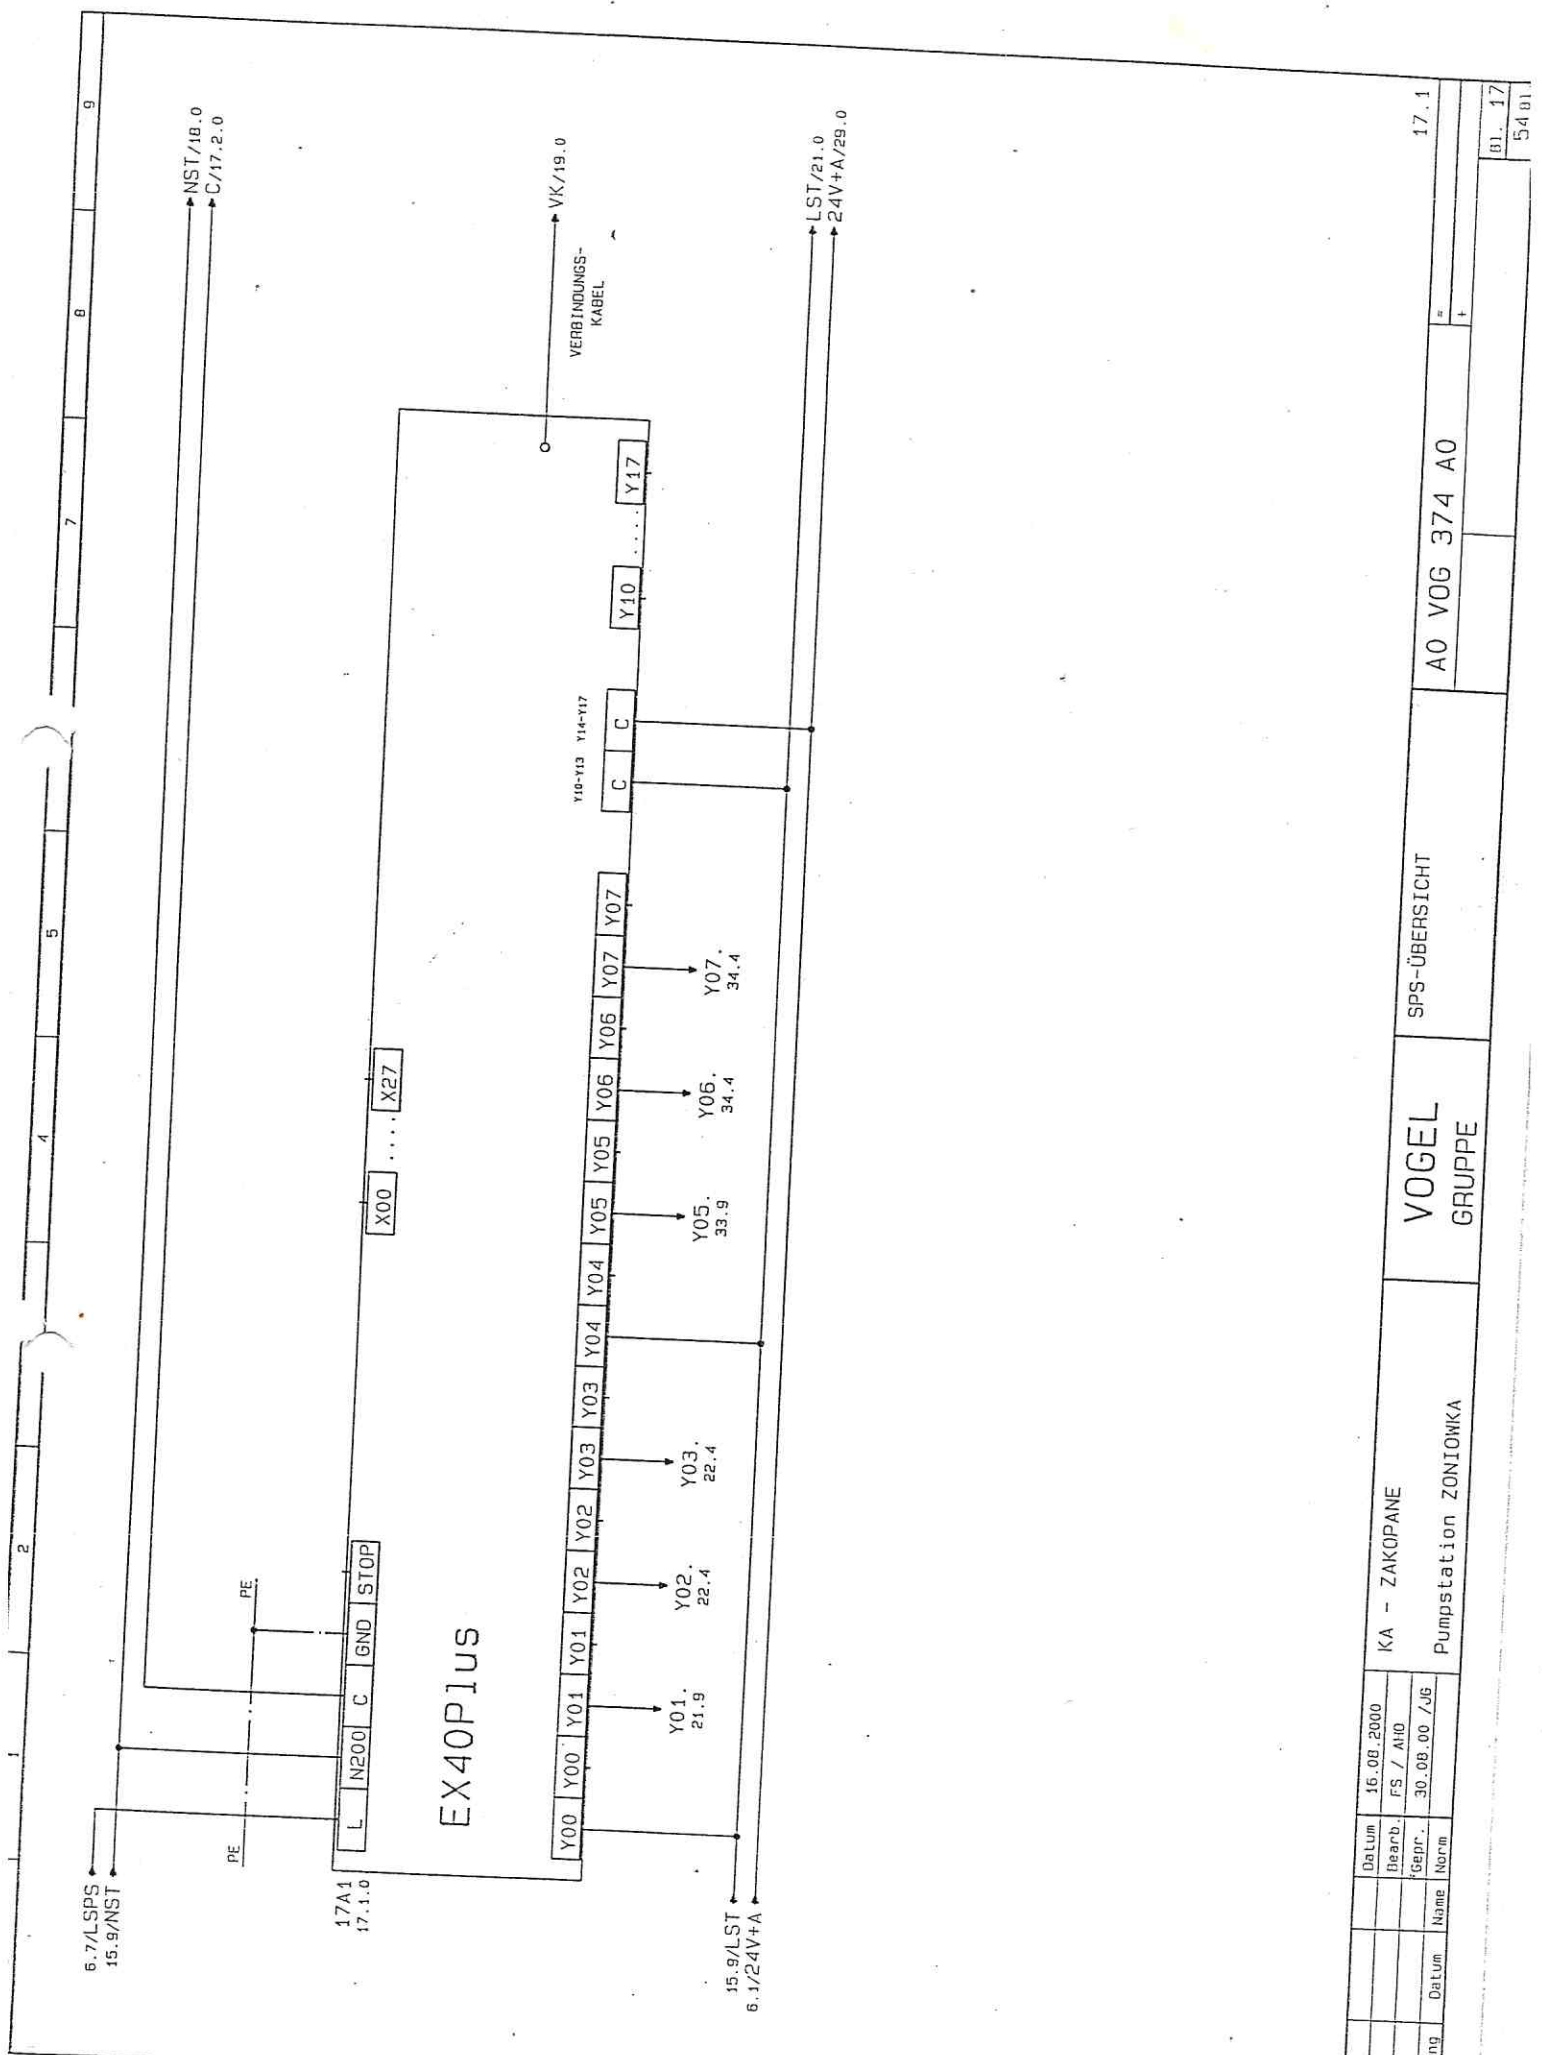 1
2
4
5
7
8
9
6.7/LSPS
15.9/NST
NST/18.0
C/17.2.0
PE
PE
17A1
17.1.0
L N200 C GND STOP
X00 .... X27
EX40Plus
VERBINDUNGS-
KABEL
VK/19.0
Y10-Y13 Y14-Y17
Y00 Y00 Y01 Y01 Y02 Y02 Y03 Y03 Y04 Y04 Y05 Y05 Y06 Y06 Y07 Y07 C C Y10 ..... Y17
Y01.
21.9
Y02.
22.4
Y03.
22.4
Y05.
33.9
Y06.
34.4
Y07.
34.4
15.9/LST
6.1/24V+A
LST/21.0
24V+A/29.0
17.1
ng Datum Name
Datum 16.08.2000
Bearb. FS / AHO
Gepr. 30.08.00 /JG
Norm
KA - ZAKOPANE
Pumpstation ZONIOWKA
VOGEL
GRUPPE
SPS-ÜBERSICHT
AO VOG 374 AO
=
+
Bl. 17
54 Bl.